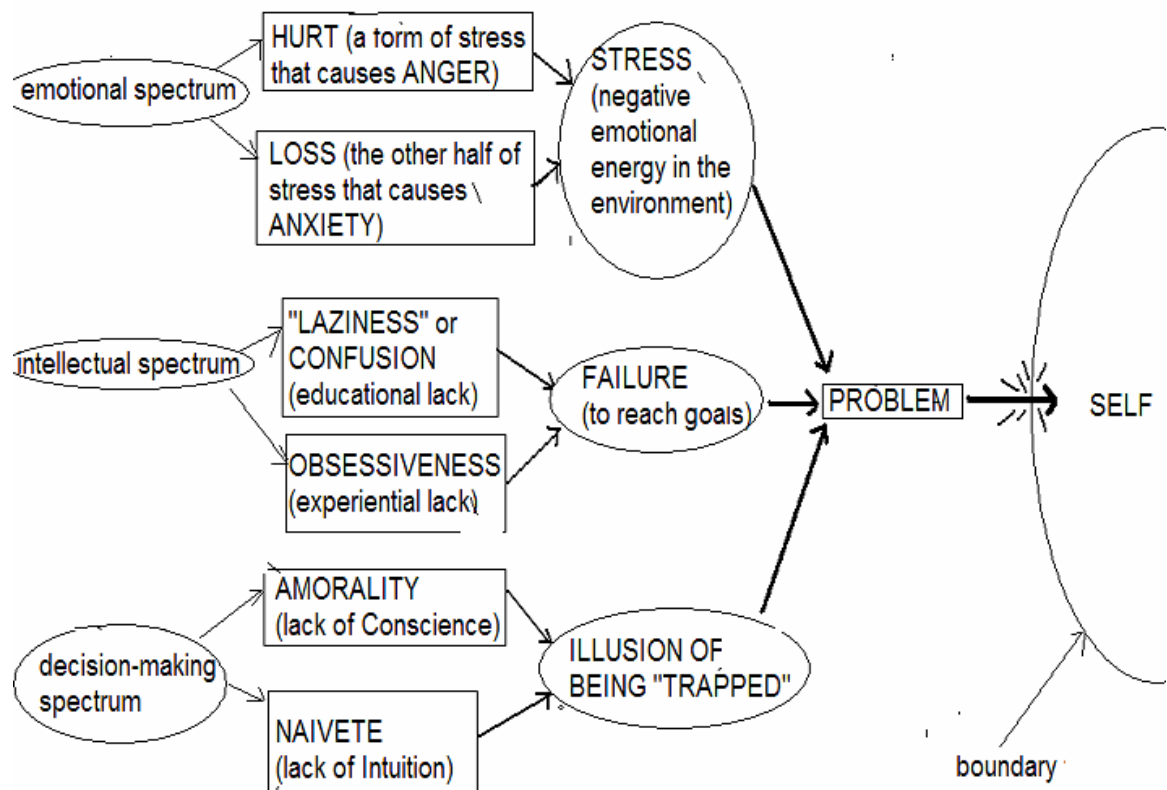 HURT (a form of stress
that causes ANGER)
emotional spectrum
LOSS (the other half of
stress that causes
ANXIETY)
STRESS
(negative
emotional
energy in the
environment)
"LAZINESS" or
CONFUSION
(educational lack)
intellectual spectrum
OBSESSIVENESS
(experiential lack)
FAILURE
(to reach goals)
PROBLEM
SELF
AMORALITY
(lack of Conscience)
decision-making
spectrum
NAIVETE
(lack of Intuition)
ILLUSION OF
BEING "TRAPPED"
boundary